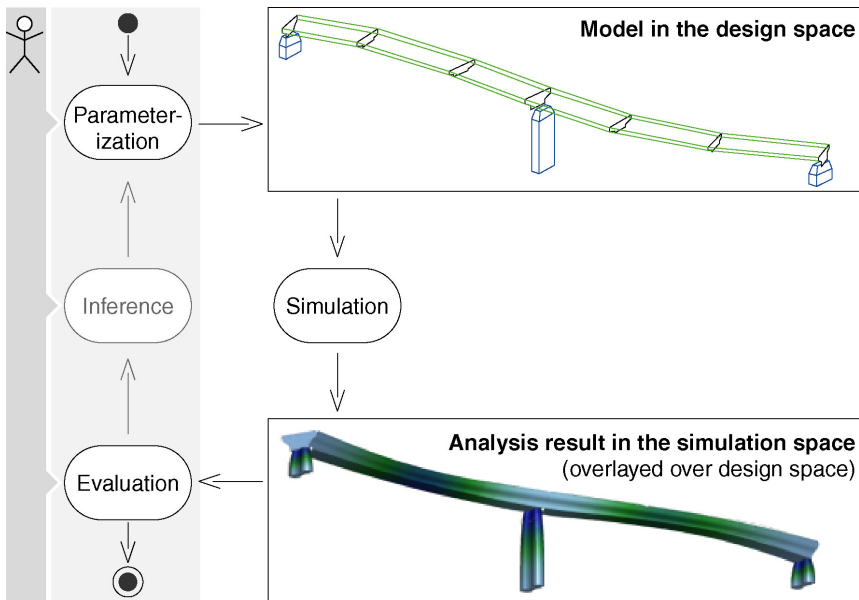 Model in the design space
Parameter-
ization
Inference
Simulation
Analysis result in the simulation space
(overlayed over design space)
Evaluation